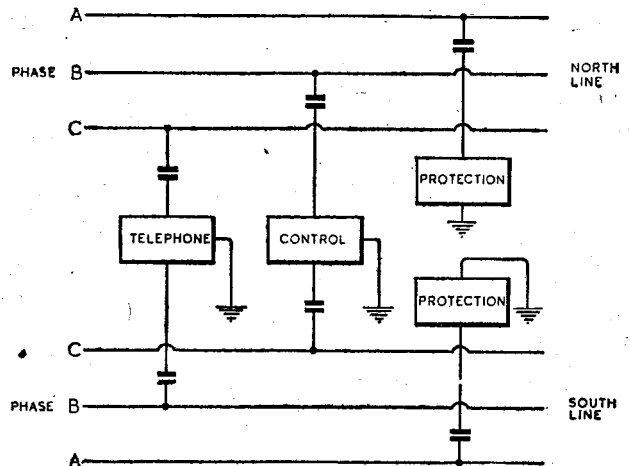 A
PHASE B
NORTH
LINE
C
PROTECTION
TELEPHONE
CONTROL
PROTECTION
C
PHASE B
SOUTH
LINE
A